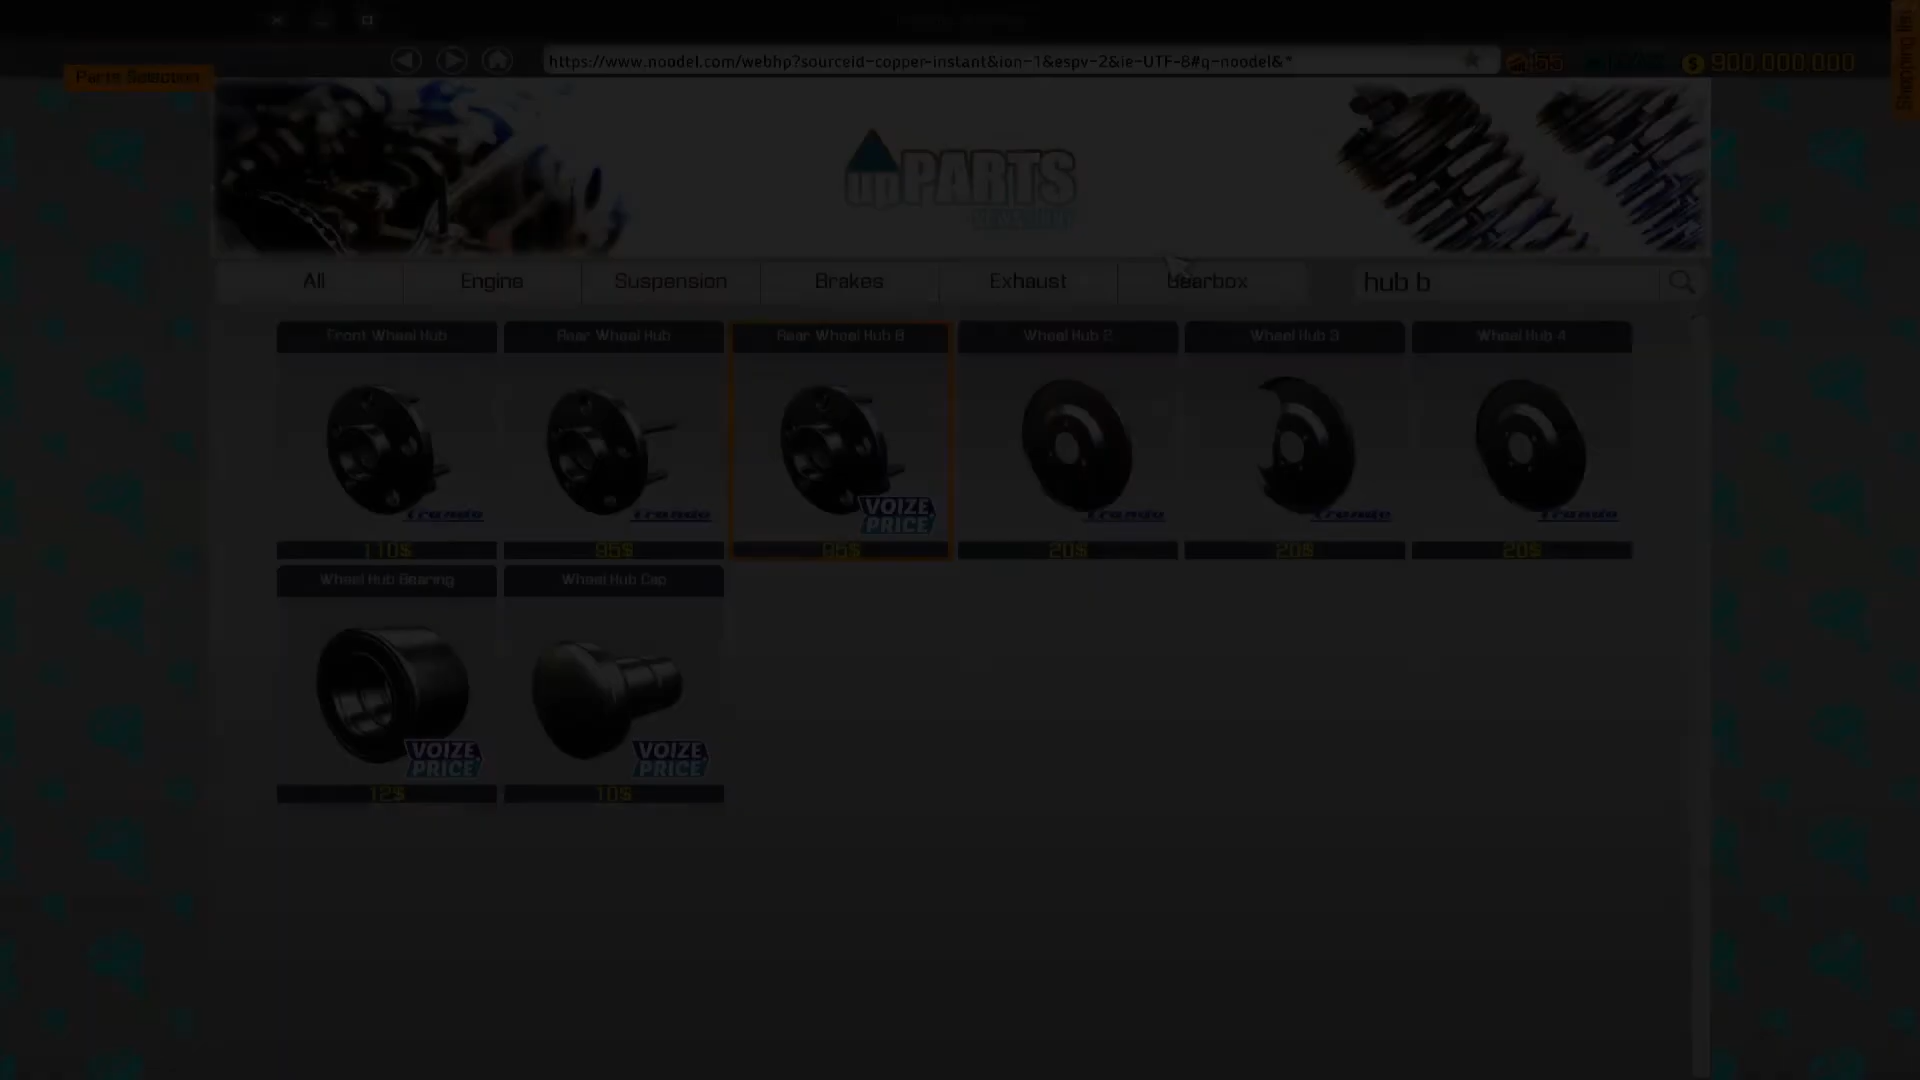 https://www.noodel.com/webhp?sourceid-copper-instant&ion-1&espv-2&ie-UTF-8#q-noodel&*
55
900,000,000
Parts Selection
Shopping list
upPARTS
All
Engine
Suspension
Brakes
Exhaust
Gearbox
hub b
Front Wheel Hub
Rear Wheel Hub
Rear Wheel Hub B
Wheel Hub 2
Wheel Hub 3
Wheel Hub 4
VOIZE
PRICE
110$
95$
95$
20$
20$
20$
Wheel Hub Bearing
Wheel Hub Cap
VOIZE
PRICE
VOIZE
PRICE
12$
10$